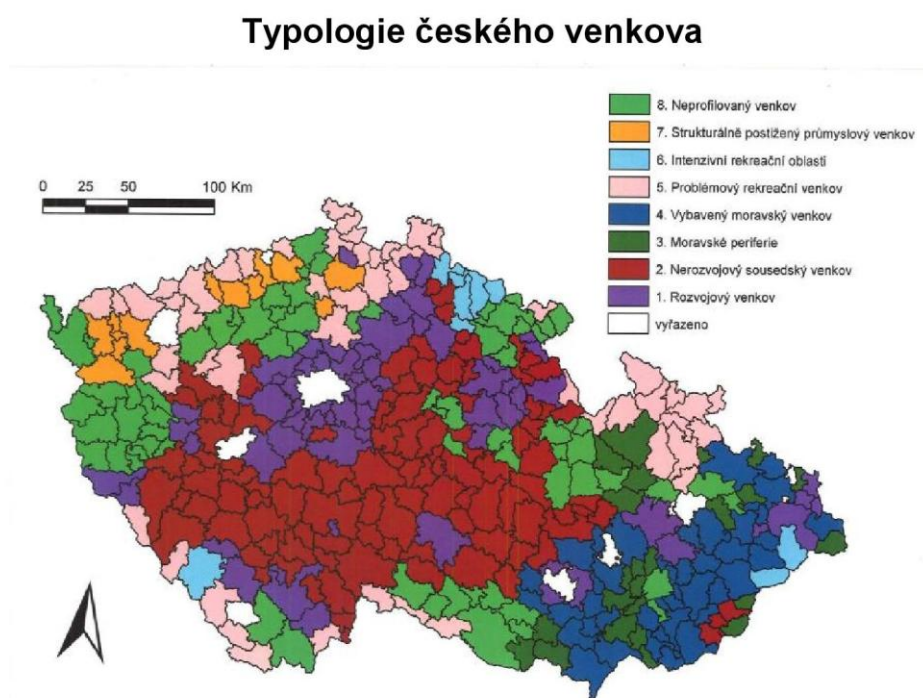 Typologie českého venkova
8. Neprofilovaný venkov
7. Strukturálně postižený průmyslový venkov
6. Intenzivní rekreační oblasti
5. Problémový rekreační venkov
4. Vybavený moravský venkov
3. Moravské periferie
2. Nerozvojový sousedský venkov
1. Rozvojový venkov
vyřazeno
0 25 50 100 Km